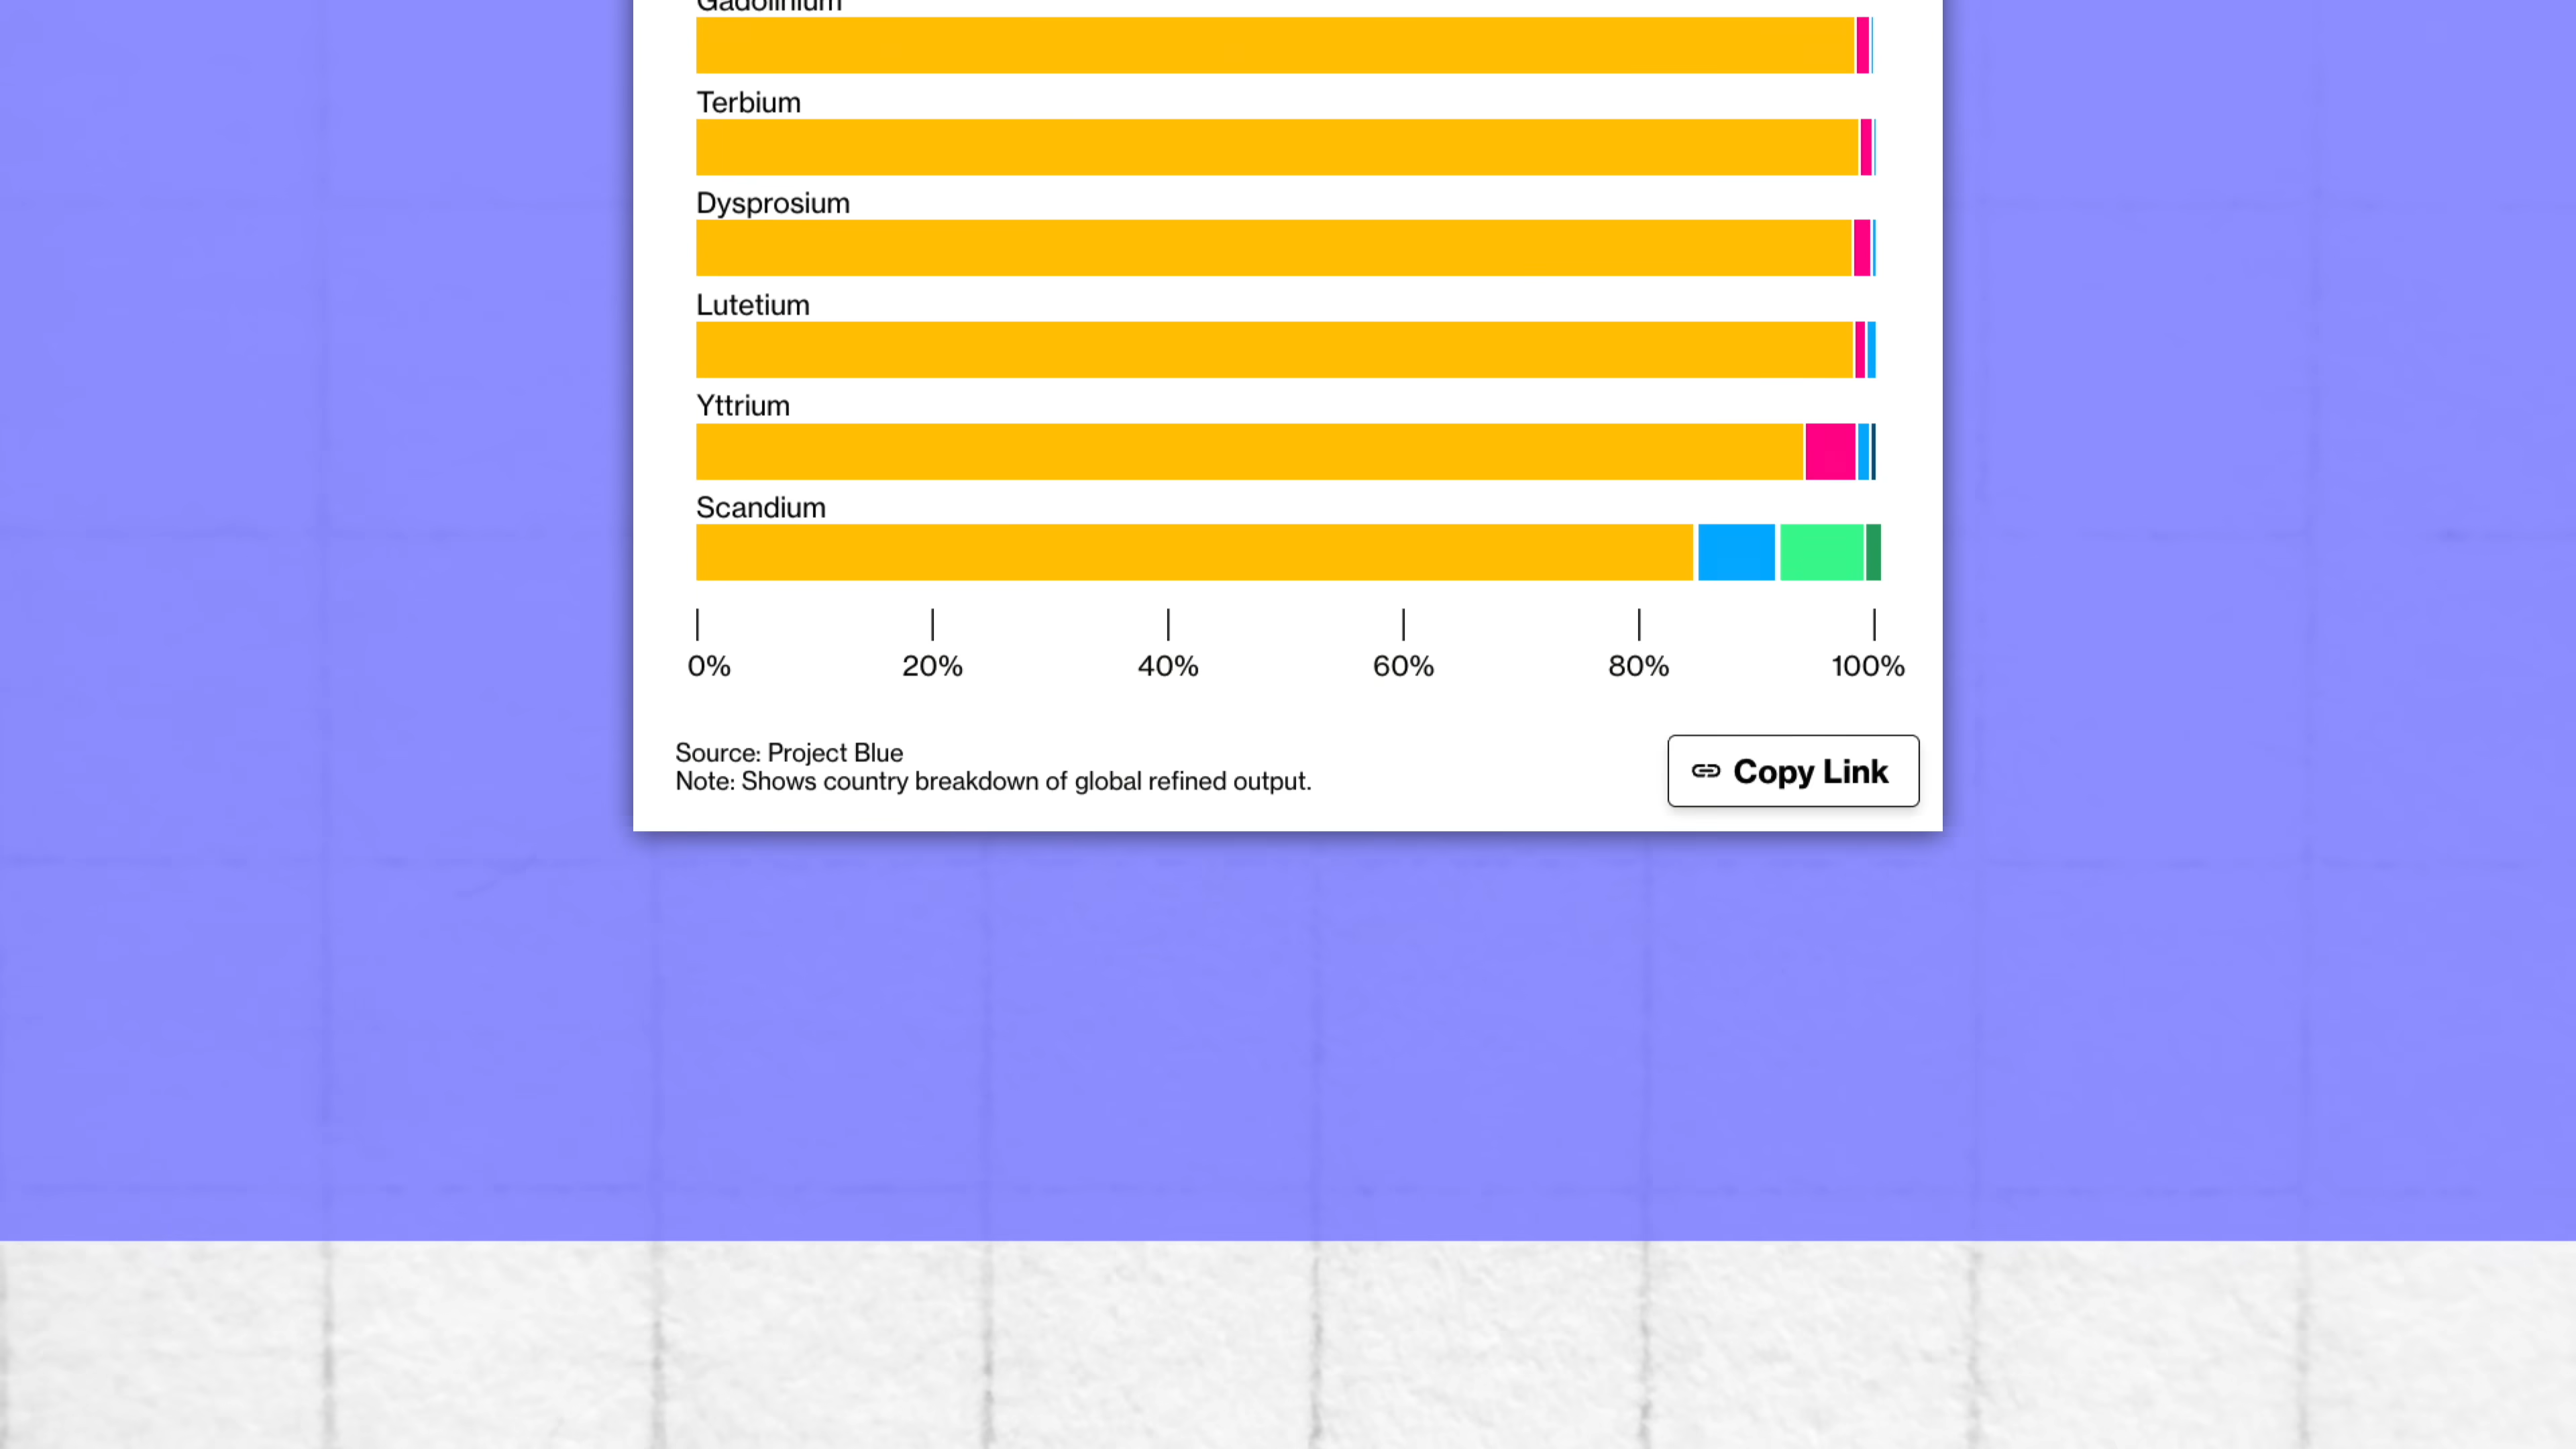 Gadolinium
Terbium
Dysprosium
Lutetium
Yttrium
Scandium
0% 20% 40% 60% 80% 100%
Source: Project Blue
Note: Shows country breakdown of global refined output.
Copy Link